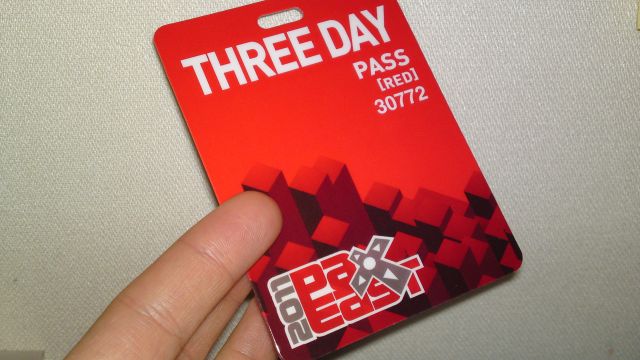 THREE DAY
PASS
[RED]
30772
2011
Pax
East